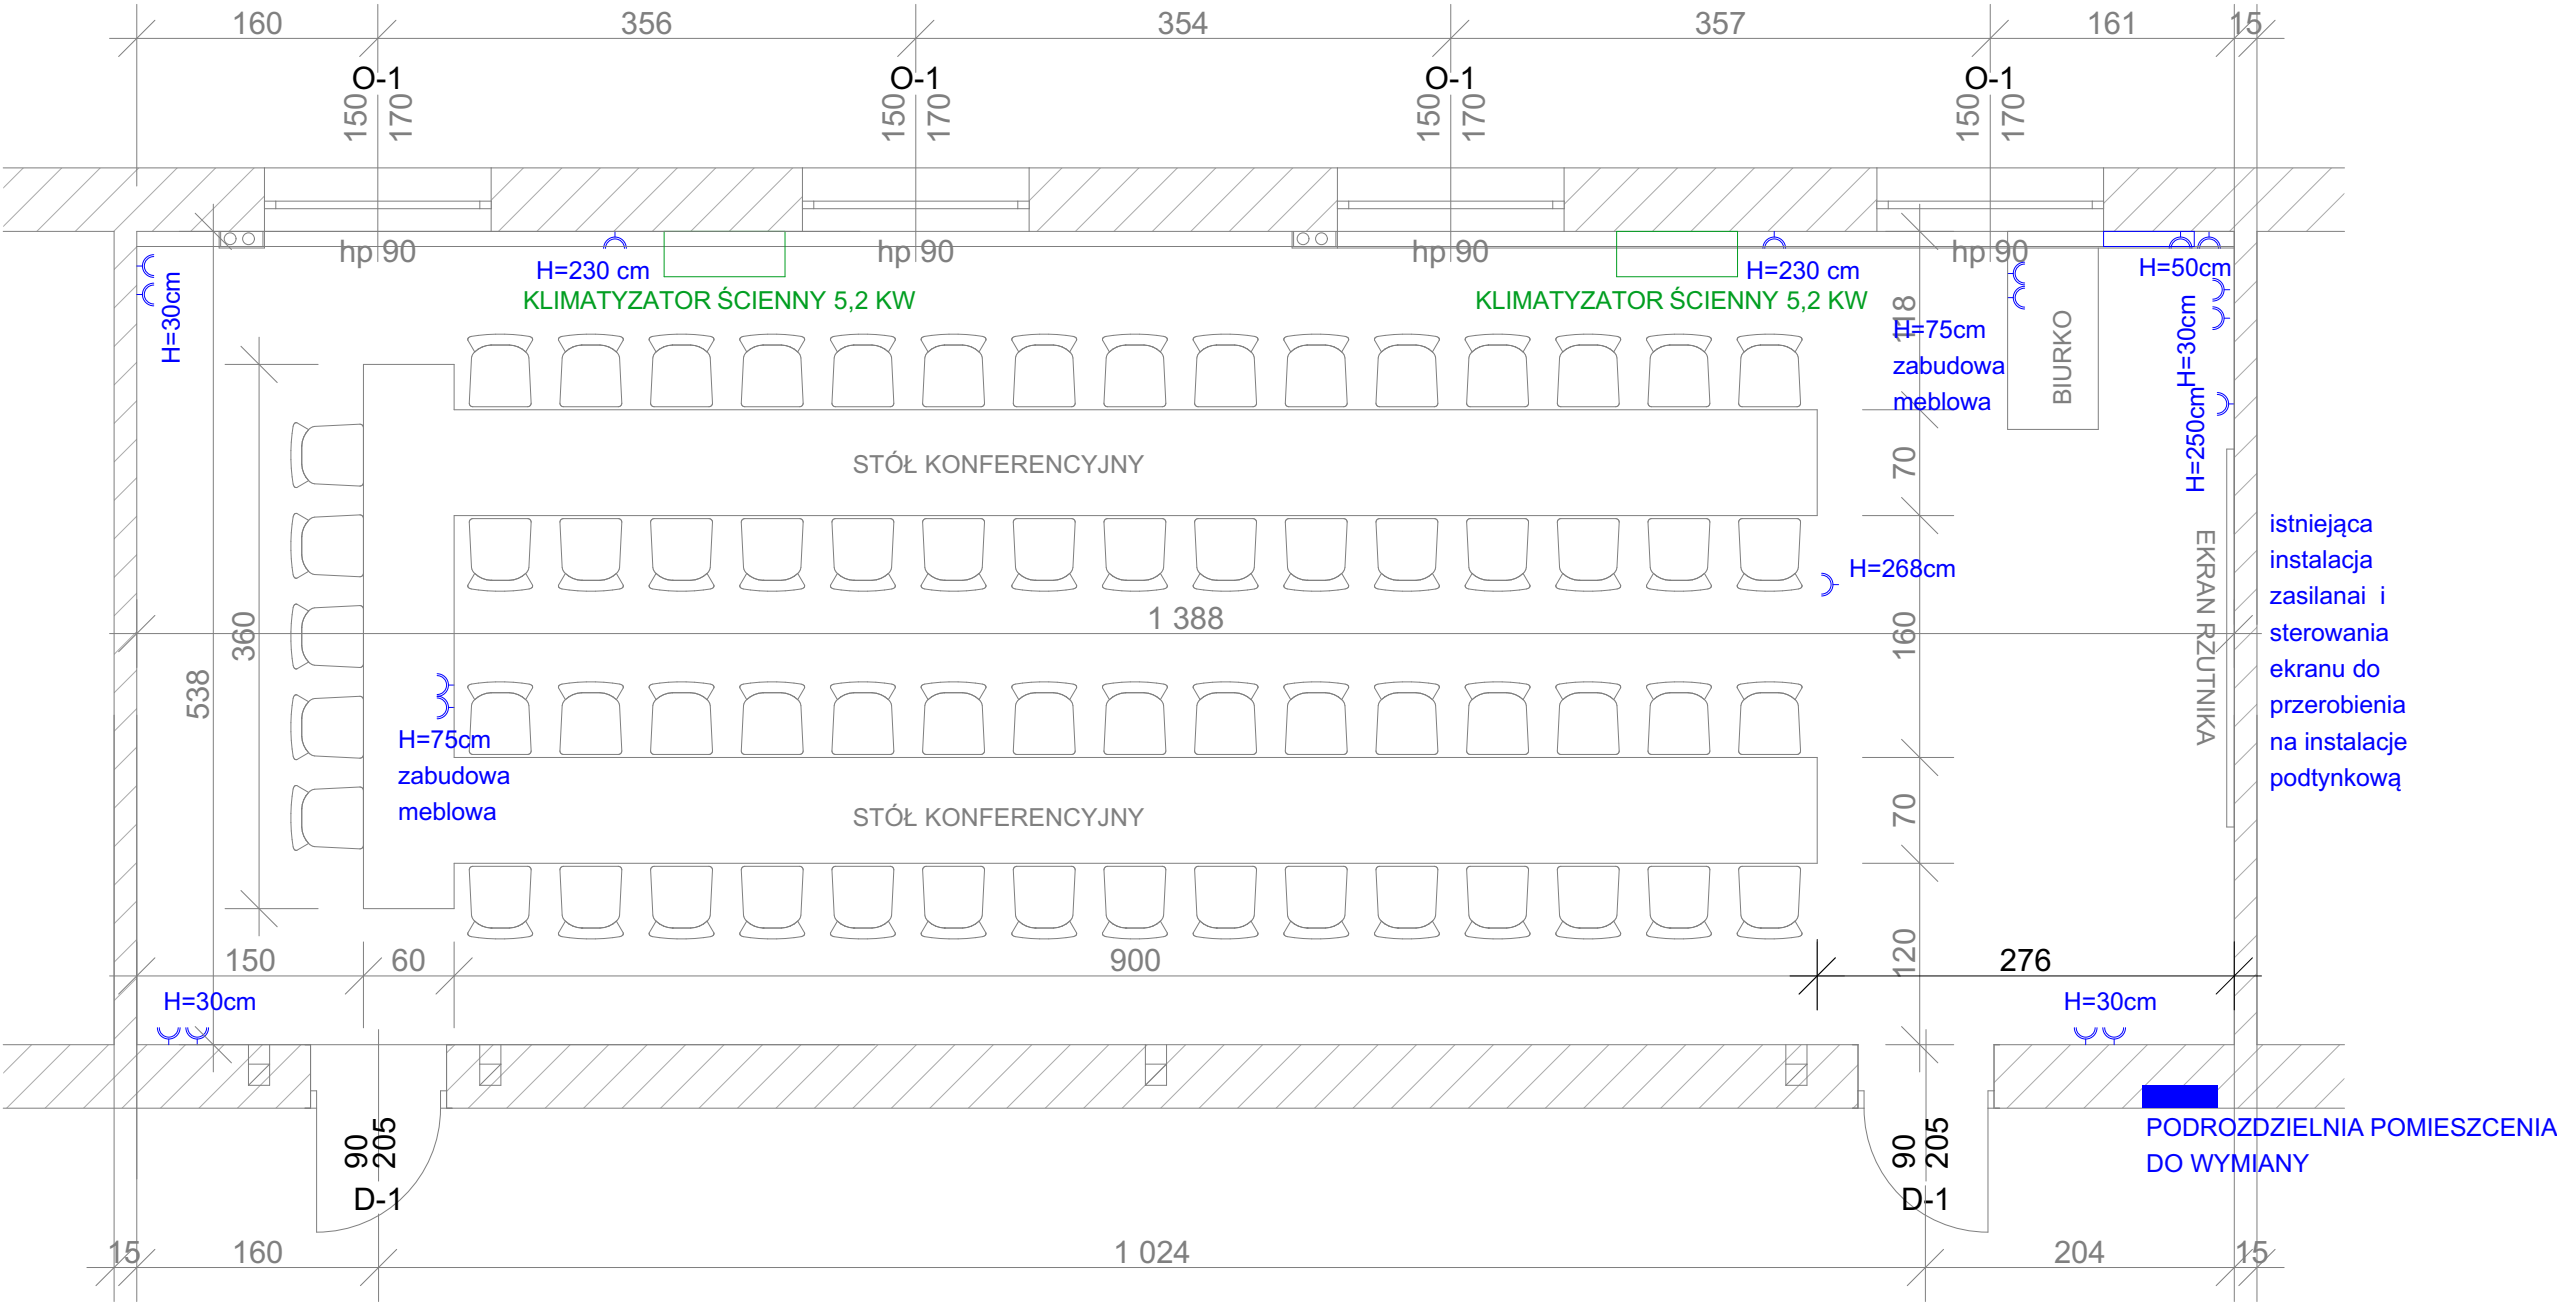 160
356
354
357
161
15
O-1
O-1
O-1
O-1
150
170
150
170
150
170
150
170
hp 90
hp 90
hp 90
hp 90
H=230 cm
H=230 cm
H=50cm
KLIMATYZATOR ŚCIENNY 5,2 KW
KLIMATYZATOR ŚCIENNY 5,2 KW
H=30cm
118
H=75cm
zabudowa
meblowa
BIURKO
H=30cm
H=250cm
STÓŁ KONFERENCYJNY
70
H=268cm
EKRAN RZUTNIKA
istniejąca
instalacja
zasilanai i
sterowania
ekranu do
przerobienia
na instalacje
podtynkową
1 388
160
360
538
H=75cm
zabudowa
meblowa
STÓŁ KONFERENCYJNY
70
150
60
900
120
276
H=30cm
H=30cm
90
205
D-1
90
205
D-1
PODROZDZIELNIA POMIESZCENIA
DO WYMIANY
15
160
1 024
204
15